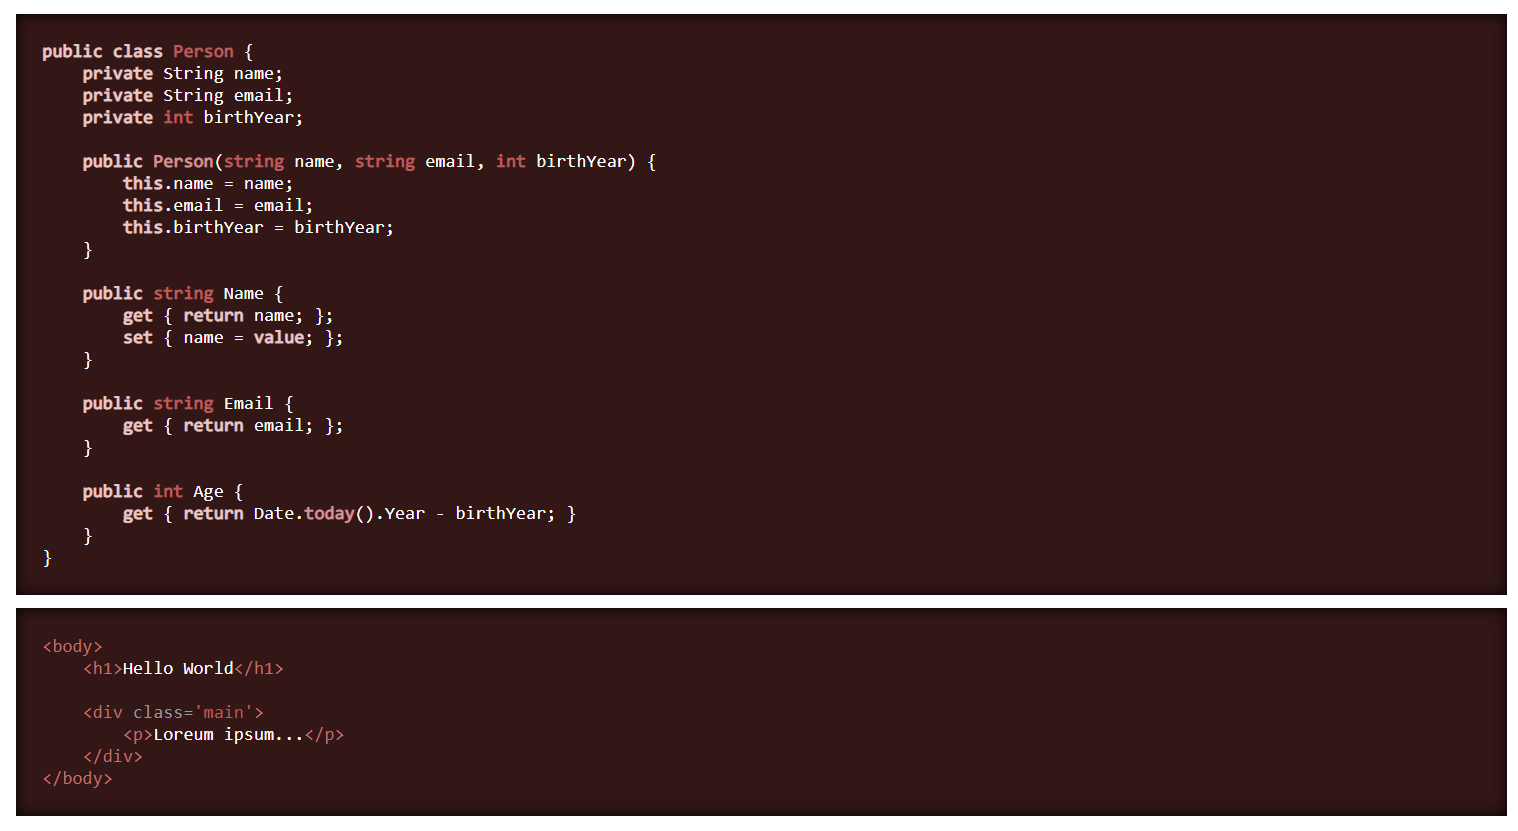 public class Person {
    private String name;
    private String email;
    private int birthYear;

    public Person(string name, string email, int birthYear) {
        this.name = name;
        this.email = email;
        this.birthYear = birthYear;
    }

    public string Name {
        get { return name; };
        set { name = value; };
    }

    public string Email {
        get { return email; };
    }

    public int Age {
        get { return Date.today().Year - birthYear; }
    }
}

<body>
    <h1>Hello World</h1>

    <div class='main'>
        <p>Loreum ipsum...</p>
    </div>
</body>